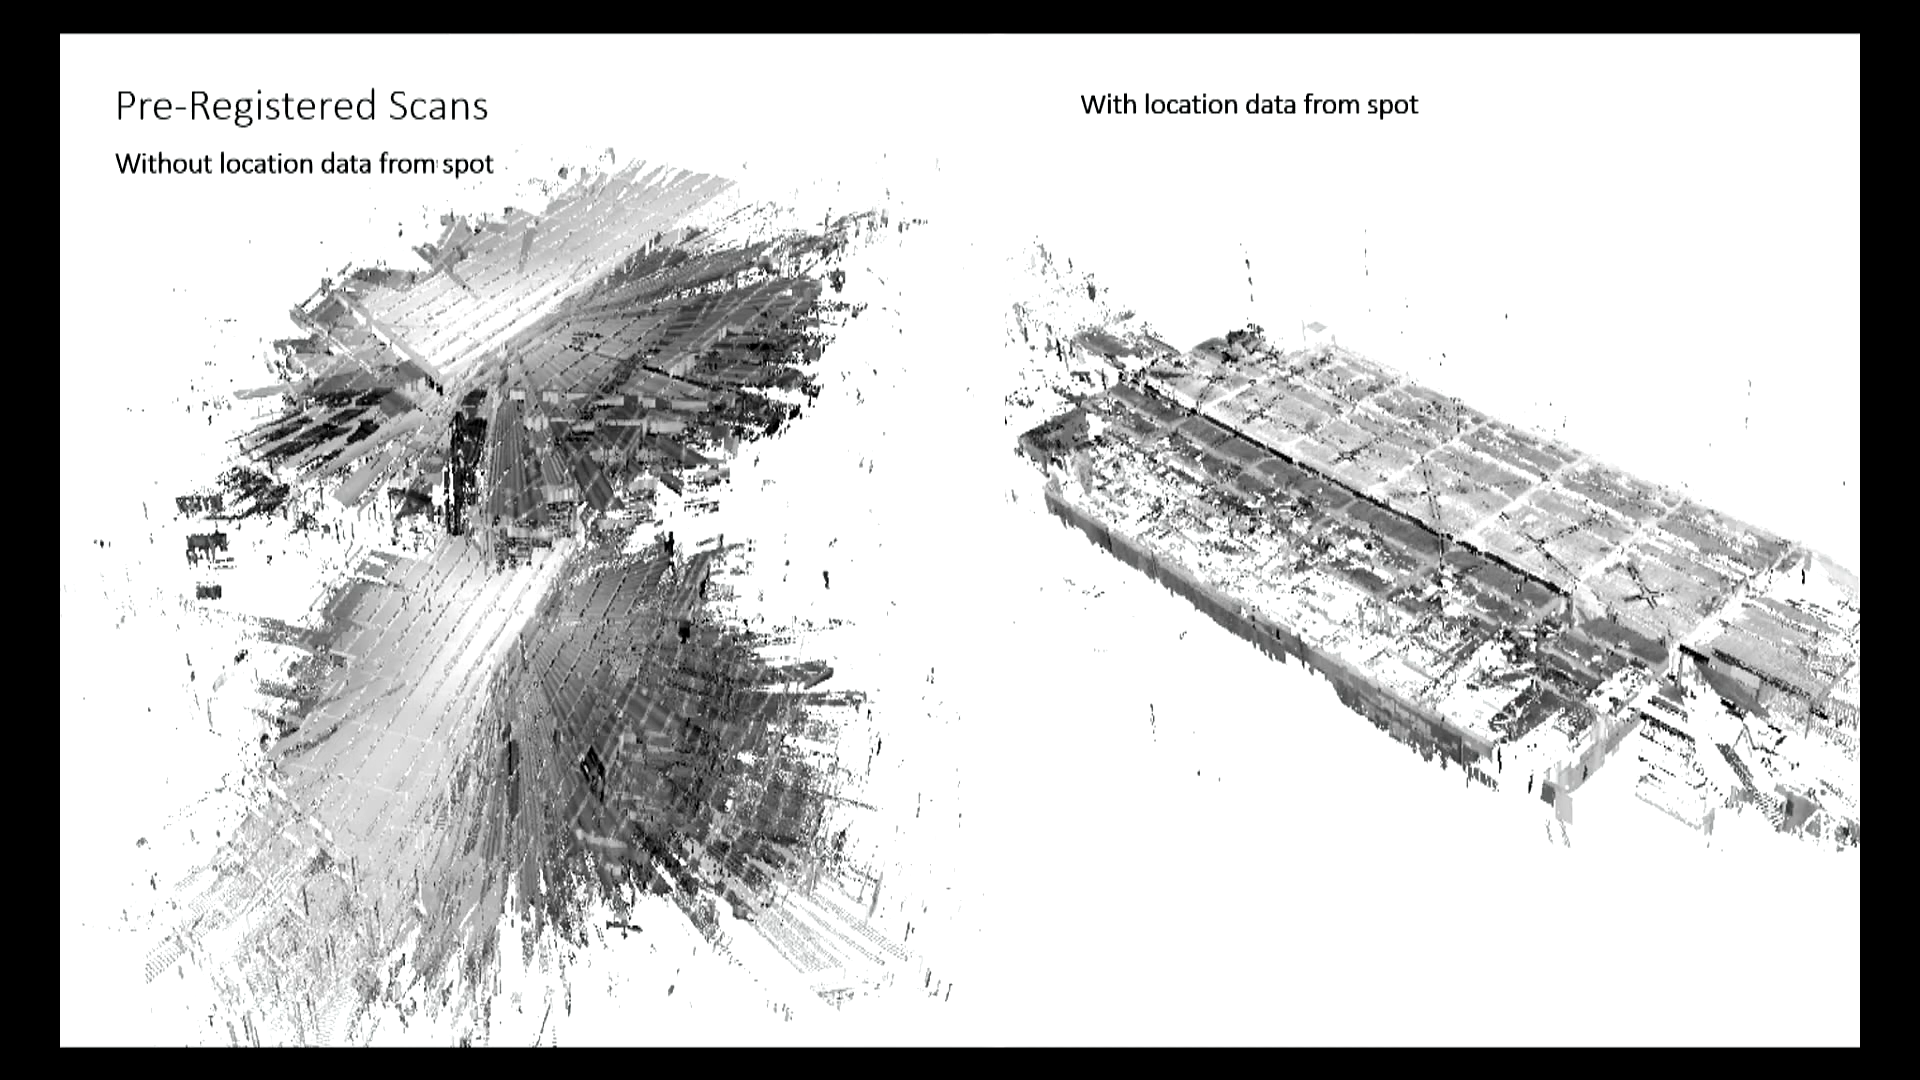 Pre-Registered Scans
Without location data from spot
With location data from spot